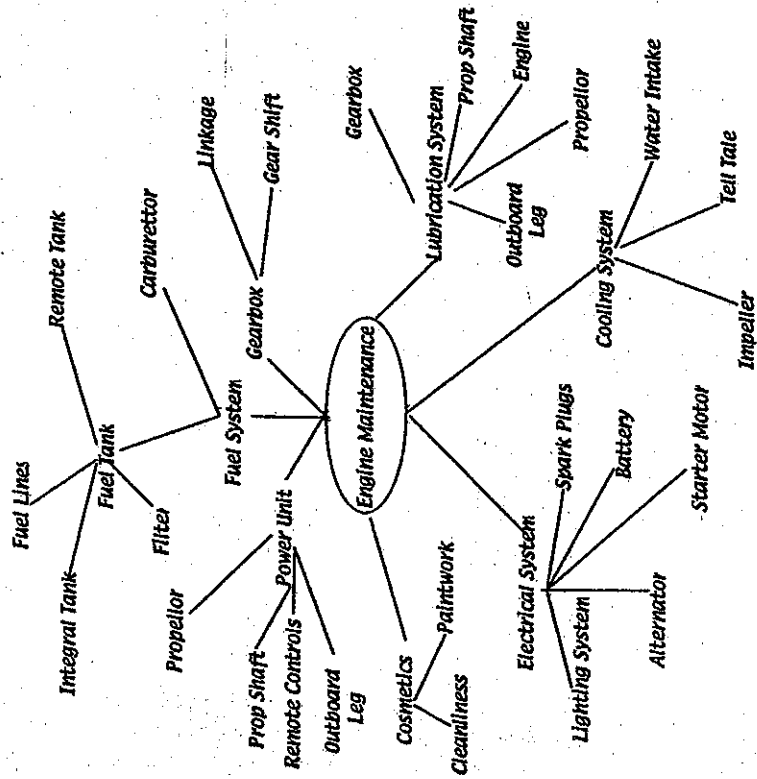 Fuel Lines
Remote Tank
Integral Tank
Fuel Tank
Filter
Carburettor
Fuel System
Propellor
Power Unit
Prop Shaft
Remote Controls
Outboard
Leg
Linkage
Gearbox
Gear Shift
Engine Maintenance
Gearbox
Lubrication System
Prop Shaft
Engine
Propellor
Outboard
Leg
Cosmetics
Paintwork
Cleanliness
Electrical System
Spark Plugs
Battery
Starter Motor
Lighting System
Alternator
Cooling System
Water Intake
Tell Tale
Impeller